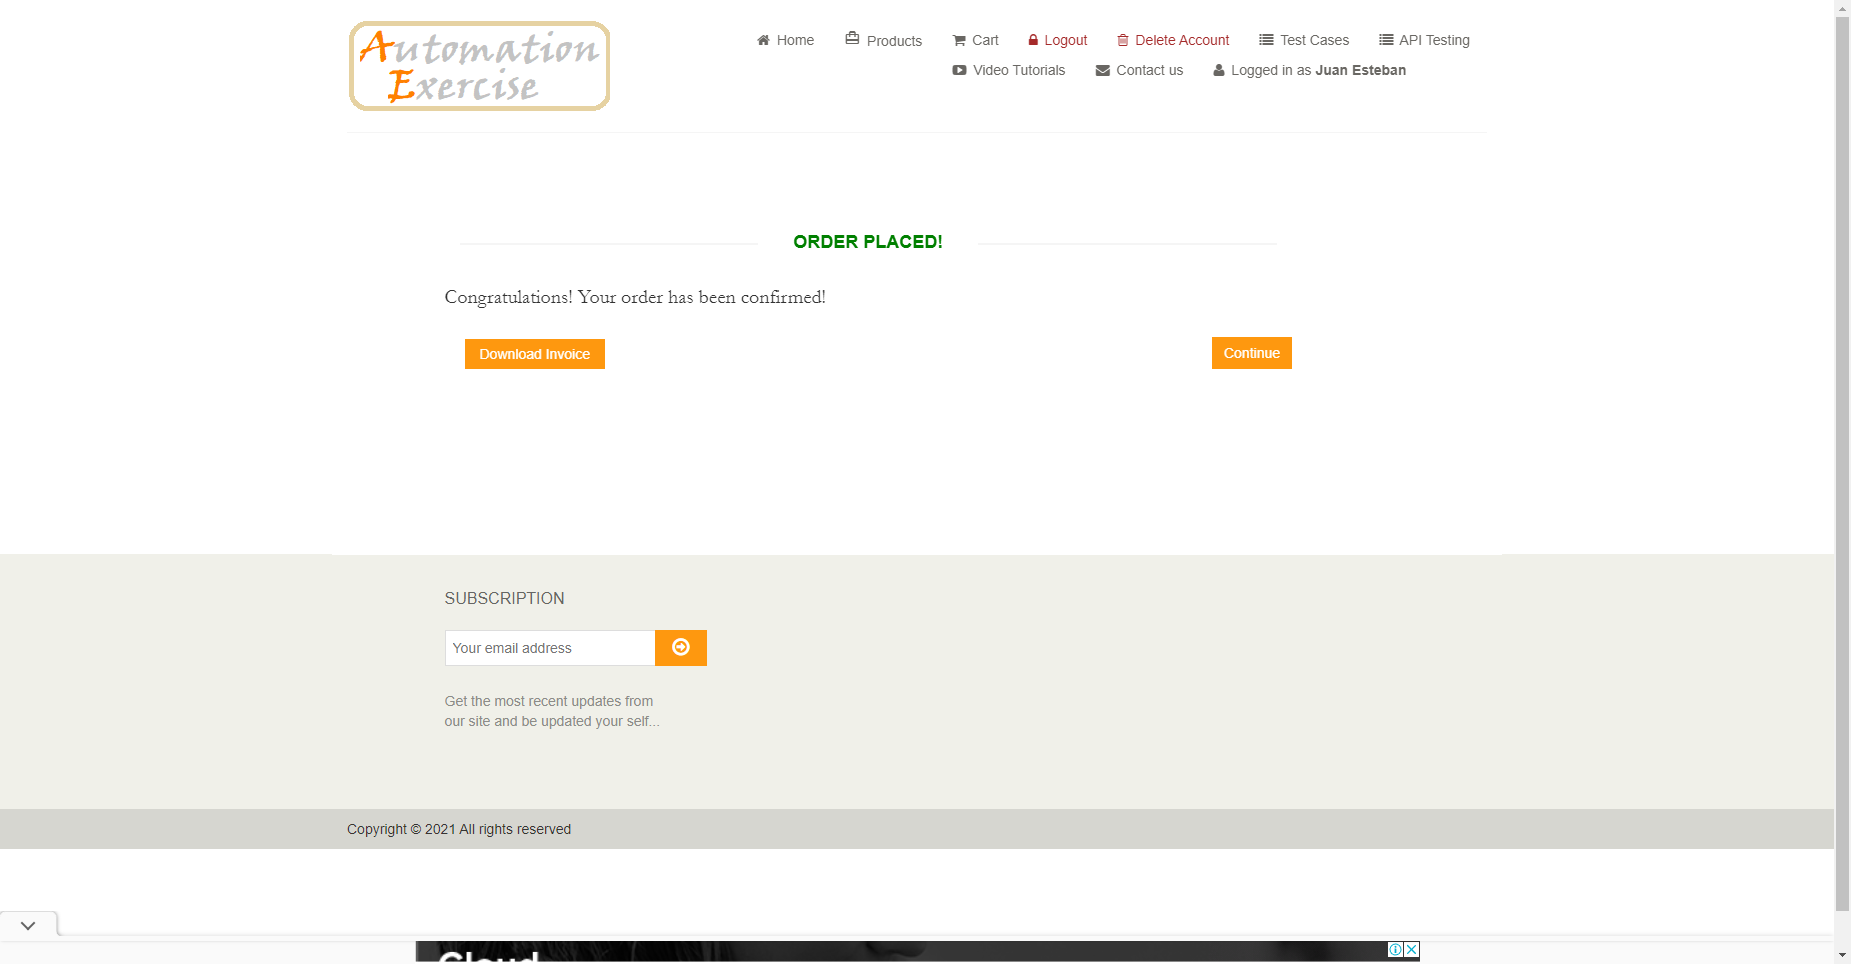 Automation
Exercise
Home
Products
Cart
Logout
Delete Account
Test Cases
API Testing
Video Tutorials
Contact us
Logged in as Juan Esteban
ORDER PLACED!
Congratulations! Your order has been confirmed!
Download Invoice
Continue
SUBSCRIPTION
Your email address
Get the most recent updates from
our site and be updated your self...
Copyright © 2021 All rights reserved
Cloud